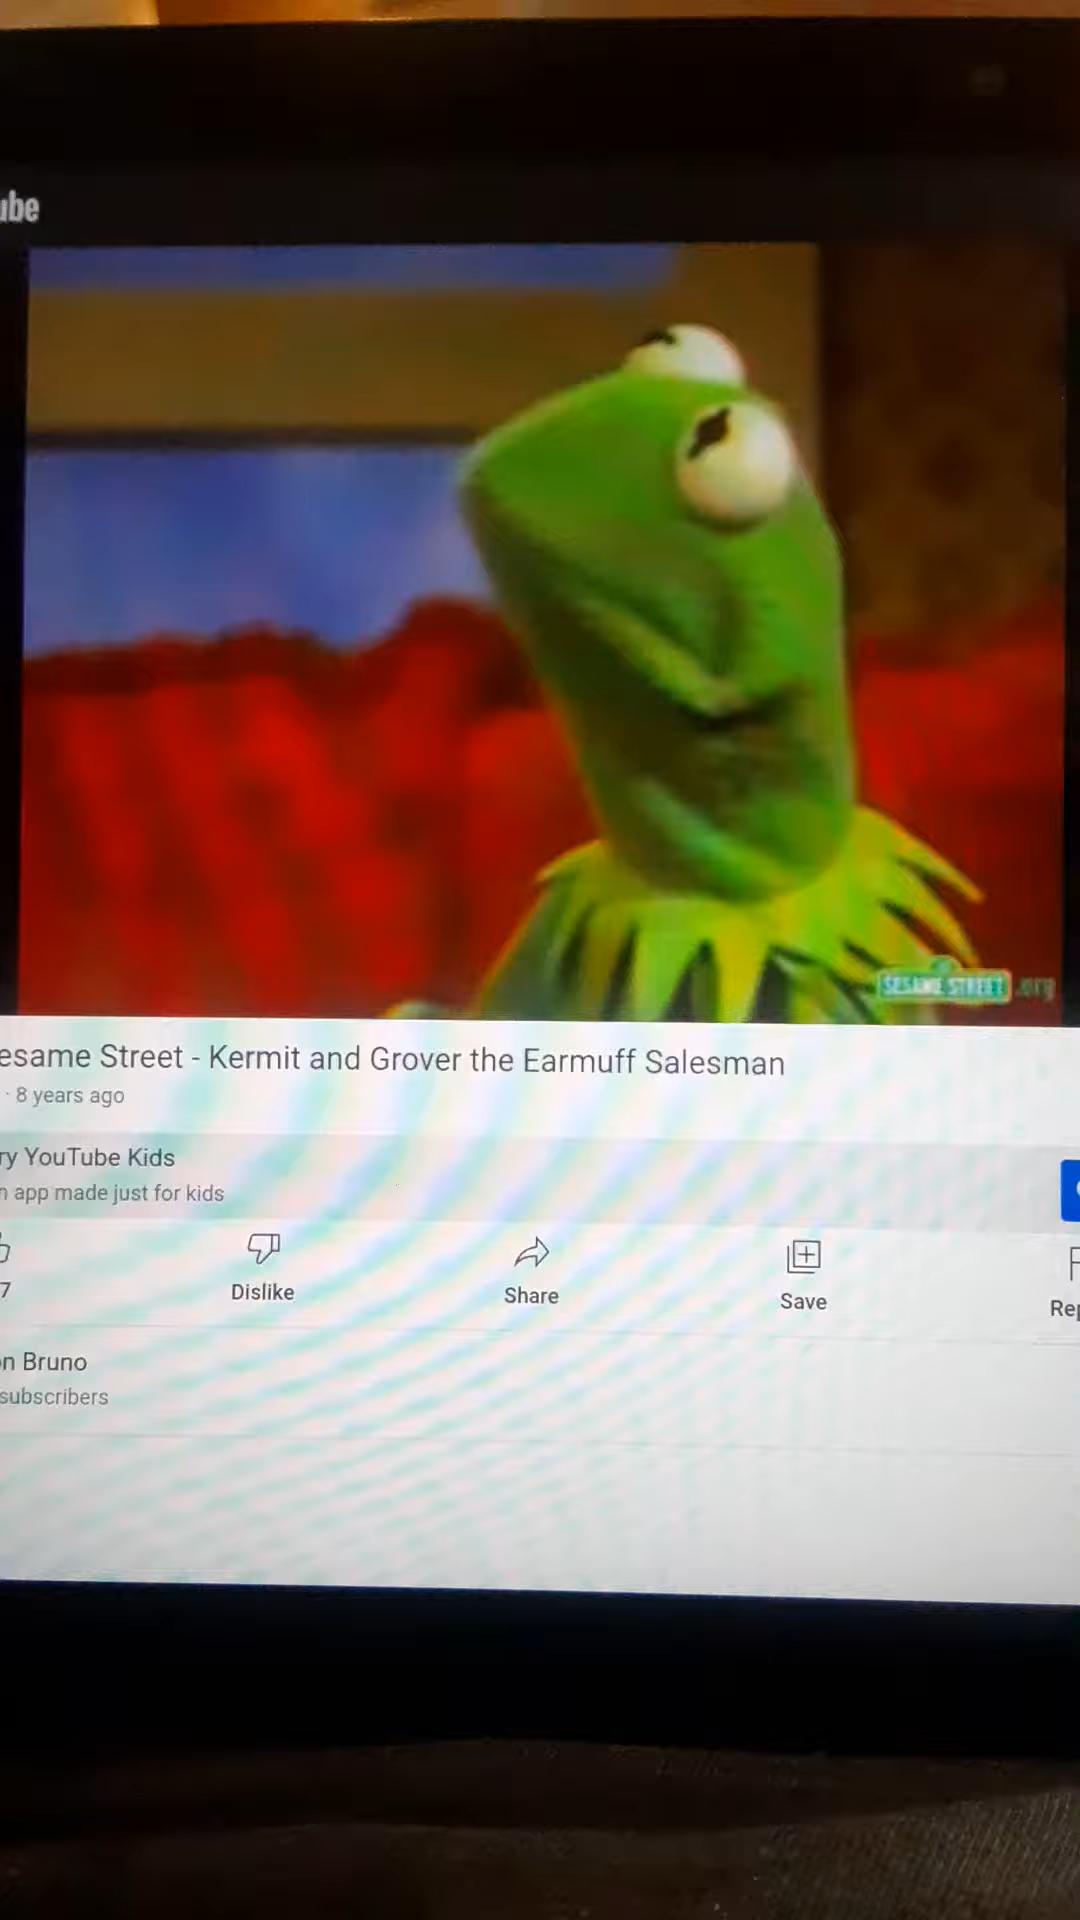 ube
SESAME STREET .org
esame Street - Kermit and Grover the Earmuff Salesman
· 8 years ago
ry YouTube Kids
n app made just for kids
7
Dislike
Share
Save
Rep
n Bruno
subscribers